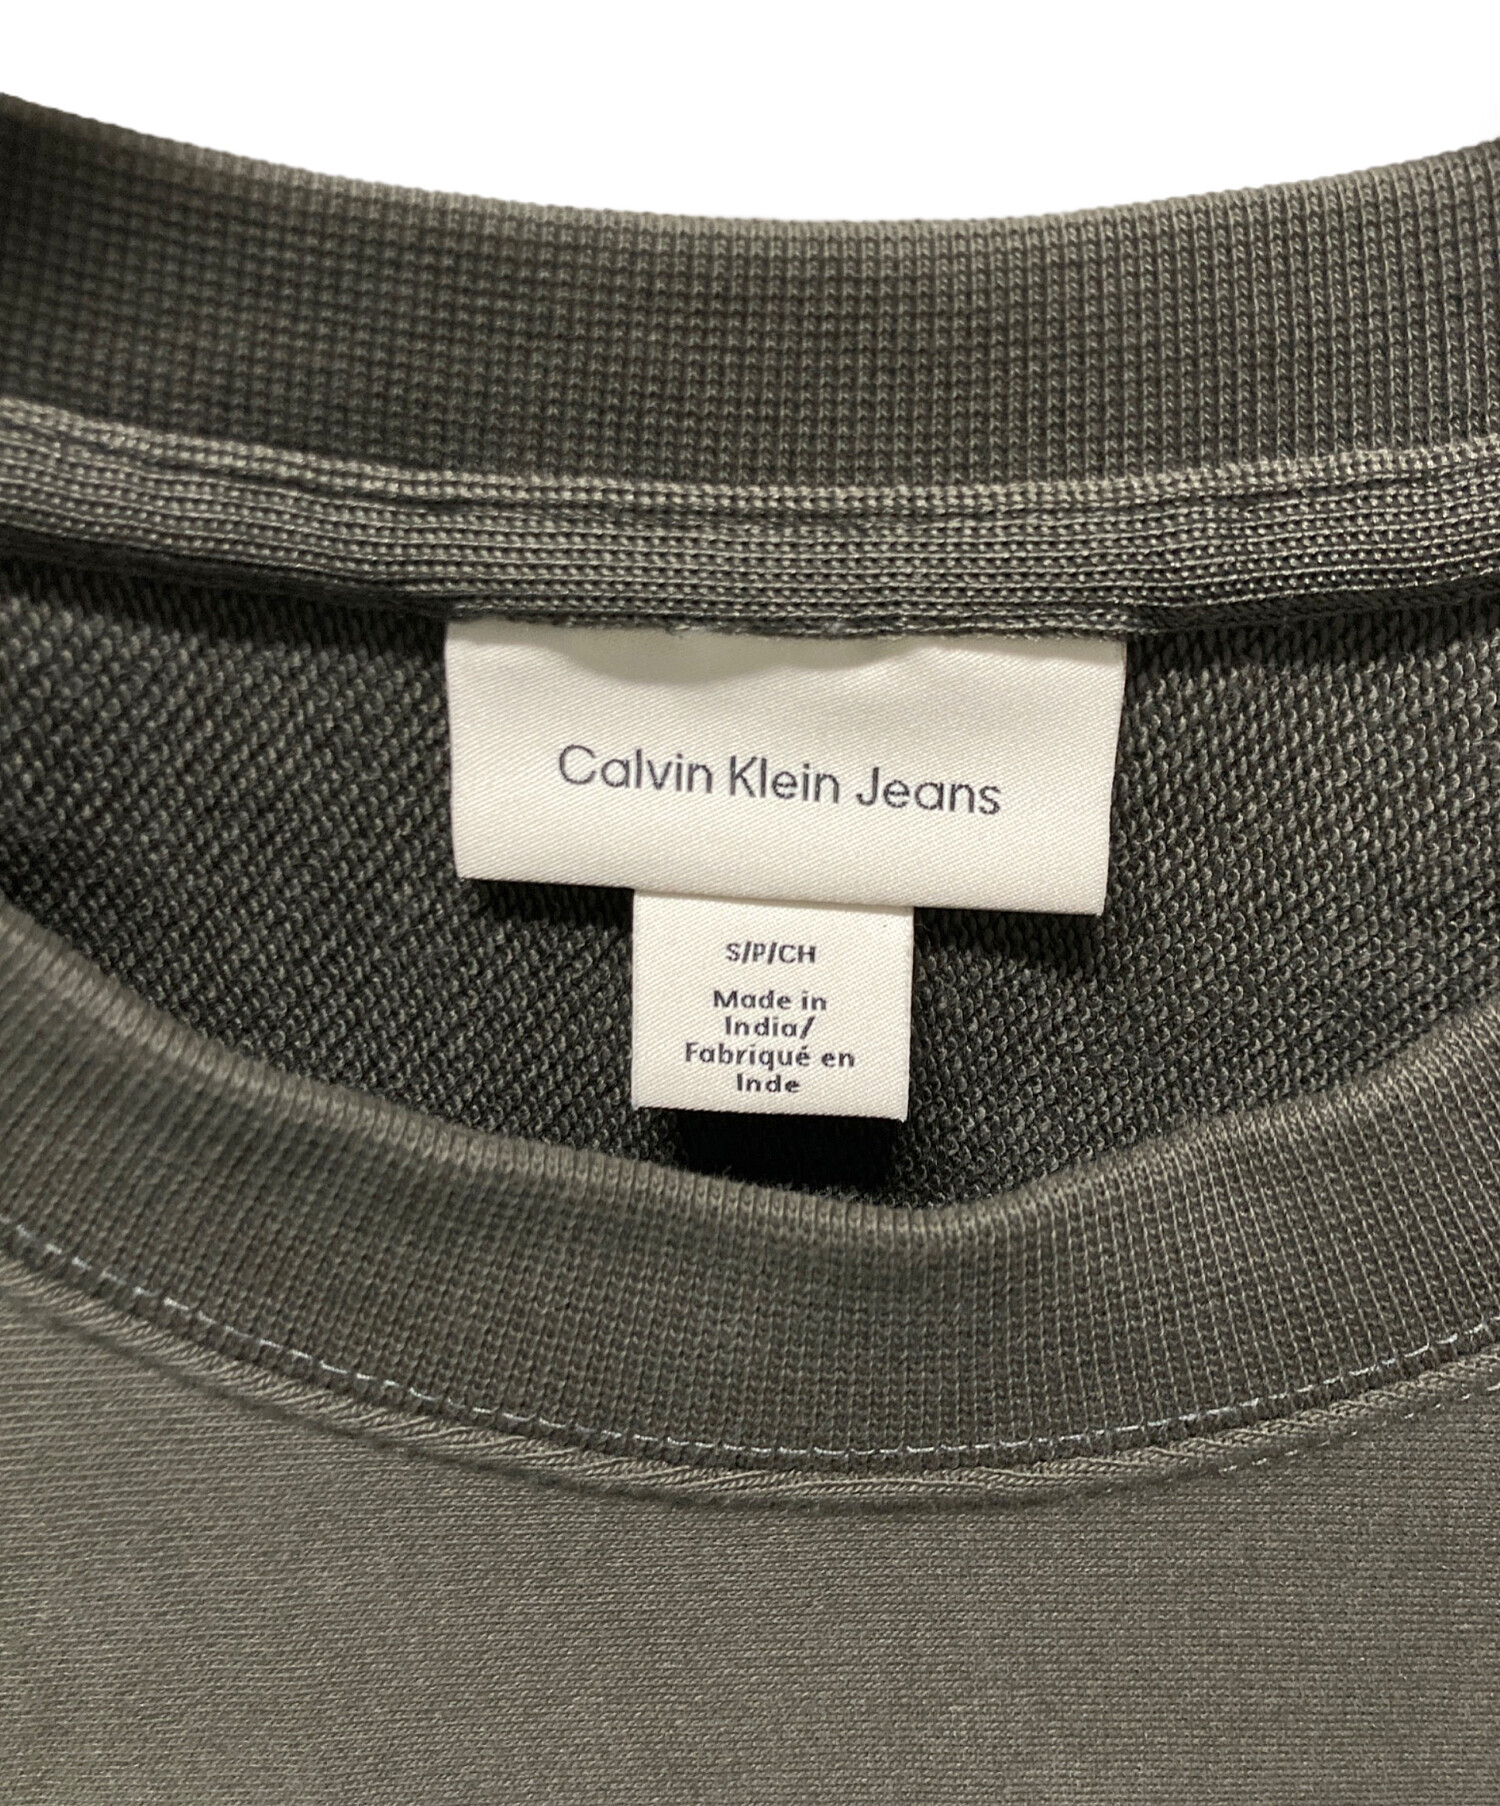 Calvin Klein Jeans
S/P/CH
Made in
India/
Fabriqué en
Inde